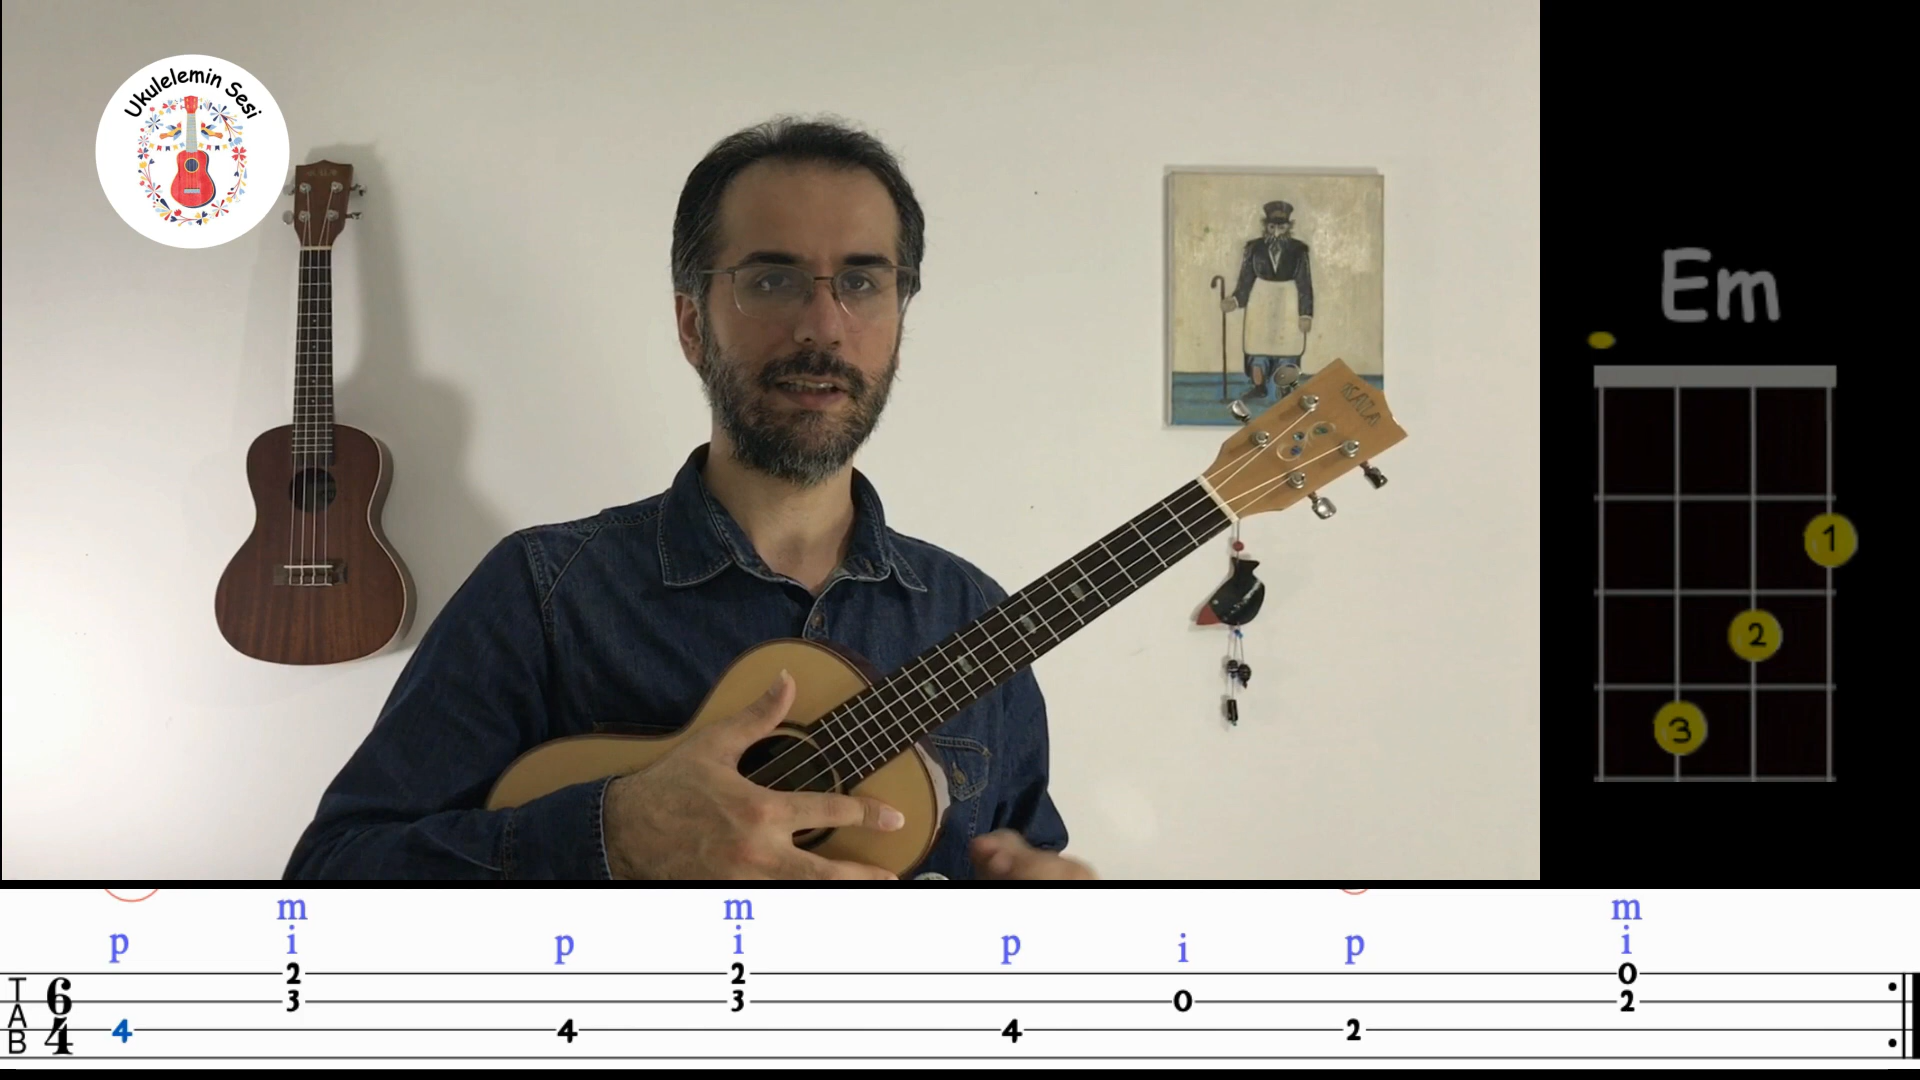 Ukulelemin Sesi
KALA
Em
1
2
3
m m m
p i p i p i p i
T A B 6/4
2 2 0
3 3 0 2
4 4 4 2